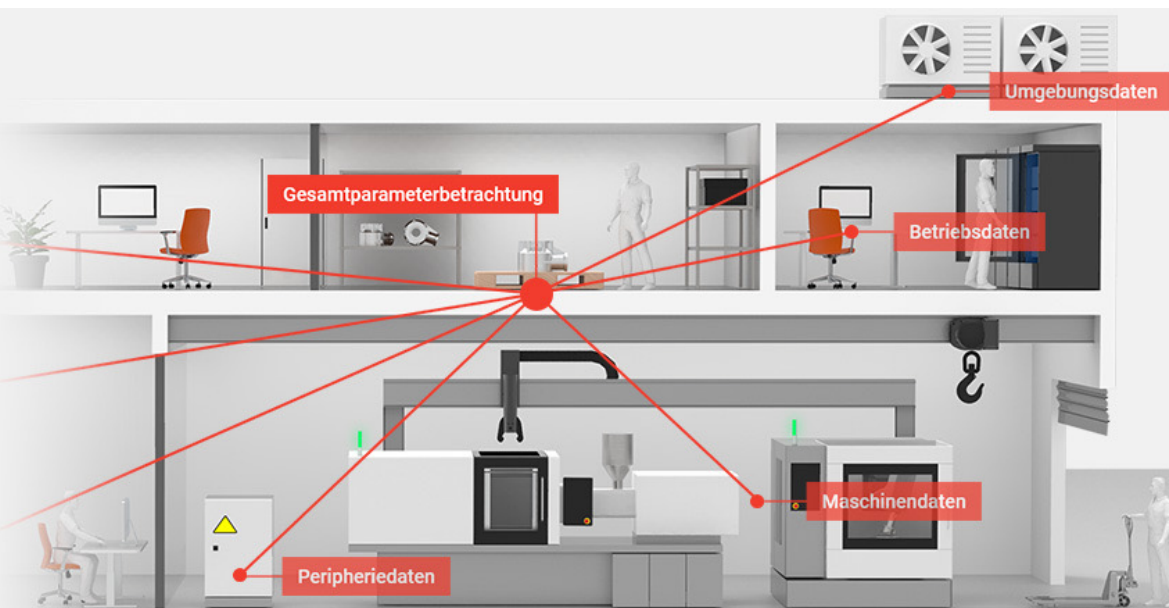 Umgebungsdaten
Gesamtparameterbetrachtung
Betriebsdaten
Maschinendaten
Peripheriedaten